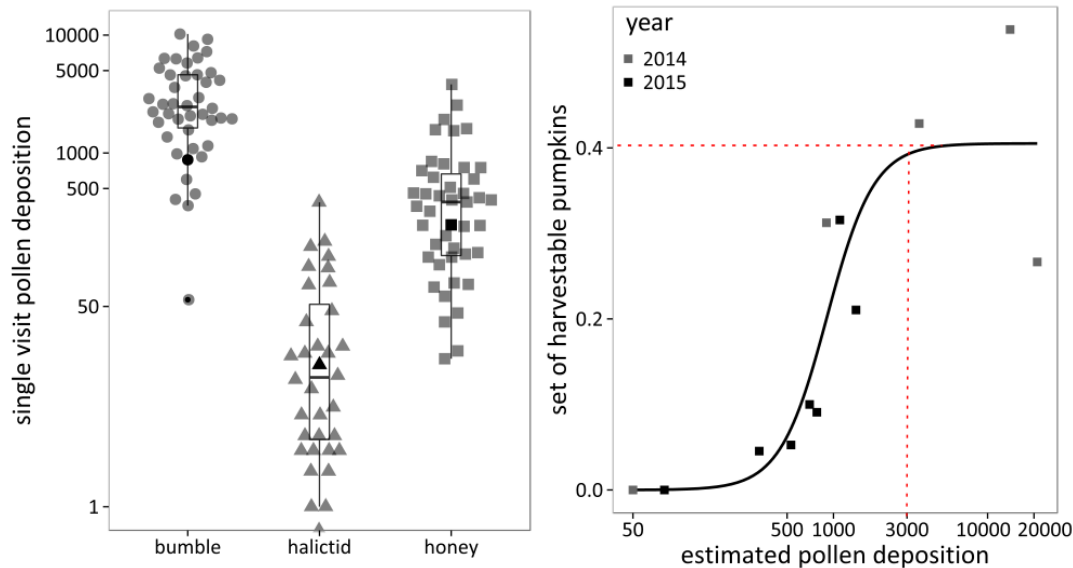 single visit pollen deposition
10000
5000
1000
500
50
1
bumble
halictid
honey
set of harvestable pumpkins
year
2014
2015
0.4
0.2
0.0
50
500
1000
3000
10000
20000
estimated pollen deposition